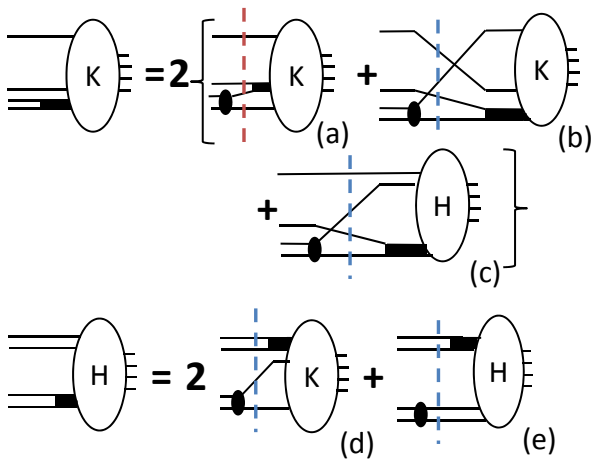 K = 2 K + K
(a) (b)
+ H
(c)
H = 2 K + H
(d) (e)